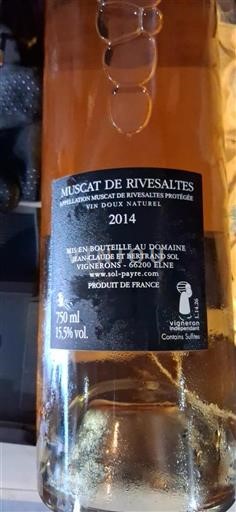 MUSCAT DE RIVESALTES
APPELLATION MUSCAT DE RIVESALTES PROTÉGÉE
VIN DOUX NATUREL
2014
MIS EN BOUTEILLE AU DOMAINE
JEAN-CLAUDE ET BERTRAND SOL
VIGNERONS - 66200 ELNE
www.sol-payre.com
PRODUIT DE FRANCE
750 ml
15,5% vol.
vigneron
indépendant
Contains Sulfites
L.14.26